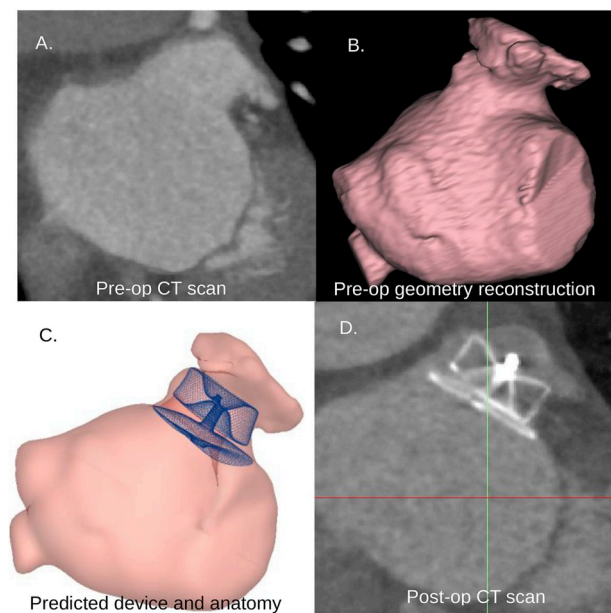 A.
B.
Pre-op CT scan
Pre-op geometry reconstruction
C.
D.
Predicted device and anatomy
Post-op CT scan